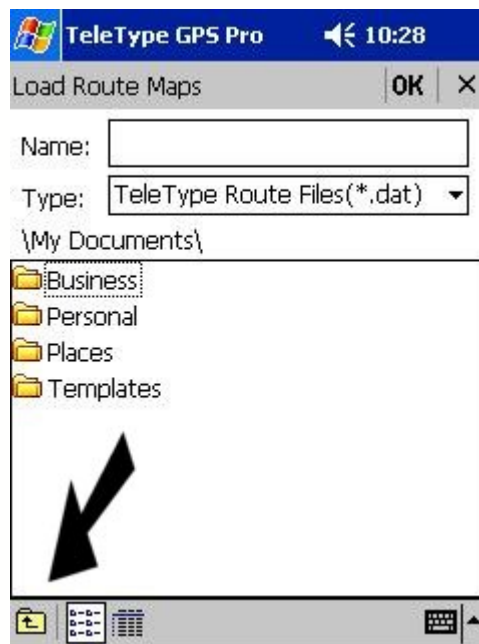 TeleType GPS Pro 10:28
Load Route Maps OK ×
Name:
Type: TeleType Route Files(*.dat)
\My Documents\
Business
Personal
Places
Templates